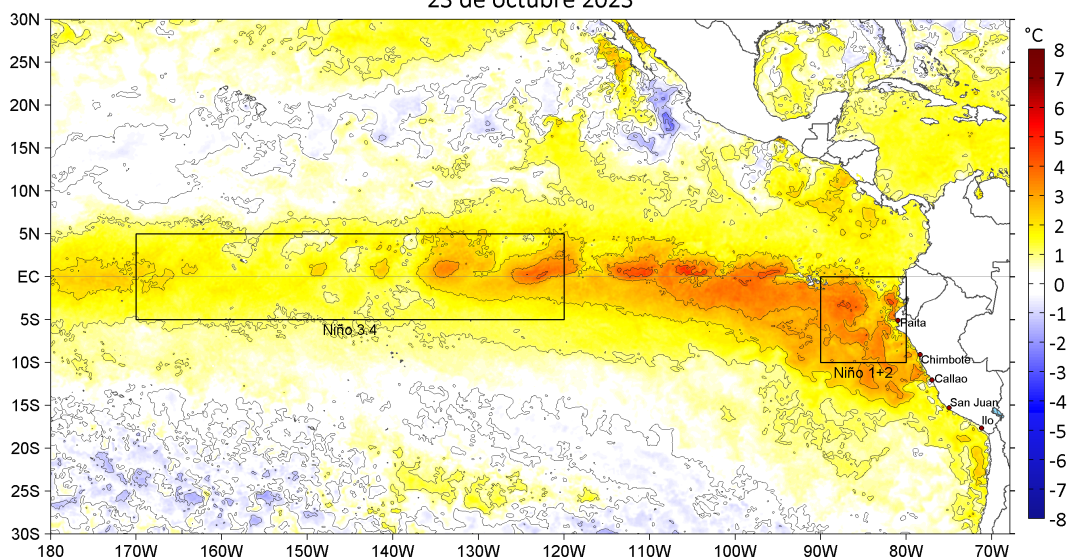 23 de octubre 2023
30N
°C
25N
20N
15N
10N
5N
EC
5S
10S
15S
20S
25S
30S
8
7
6
5
4
3
2
1
0
-1
-2
-3
-4
-5
-6
-7
-8
Niño 3.4
Paita
Chimbote
Niño 1+2
Callao
San Juan
Ilo
180
170W
160W
150W
140W
130W
120W
110W
100W
90W
80W
70W